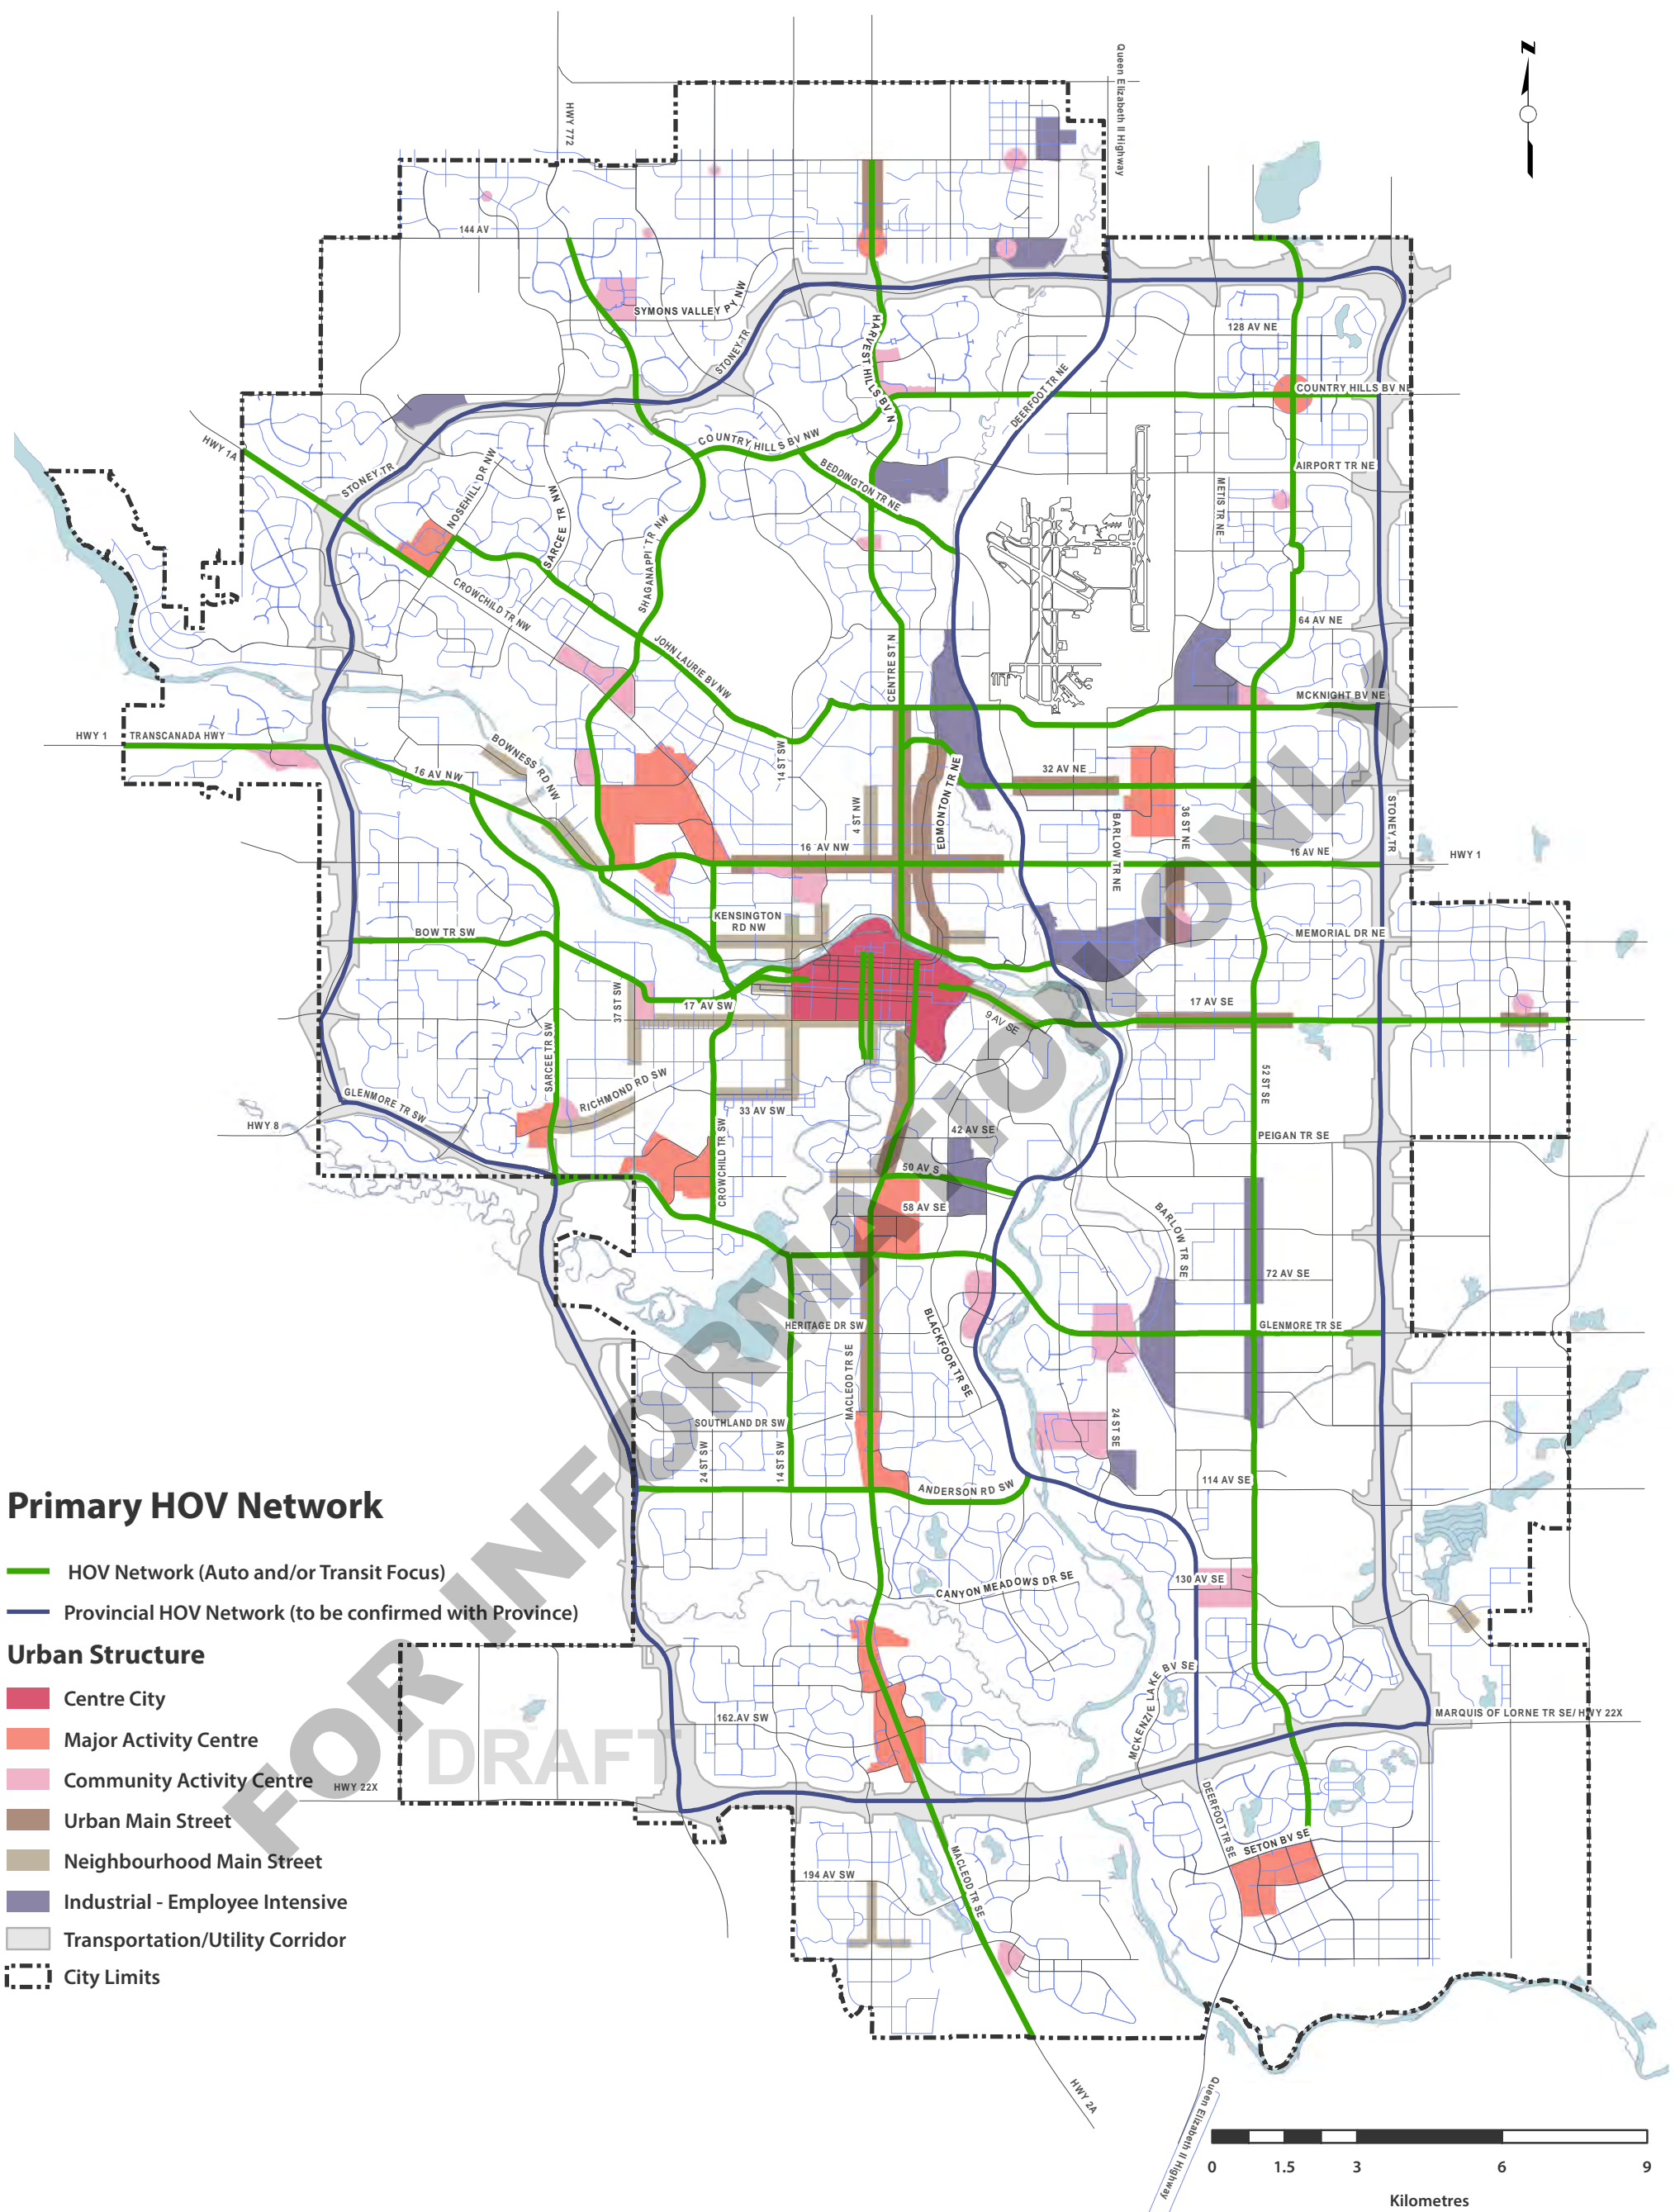 N
Queen Elizabeth II Highway
HWY 772
144 AV
SYMONS VALLEY PY NW
STONEY TR
HARVEST HILLS BV N
128 AV NE
DEERFOOT TR NE
COUNTRY HILLS BV NE
HWY 1A
COUNTRY HILLS BV NW
STONEY TR
NOSEHILL DR NW
BEDDINGTON TR NE
AIRPORT TR NE
SARCEE TR NW
METIS TR NE
SHAGANAPPI TR NW
CROWCHILD TR NW
64 AV NE
JOHN LAURIE BV NW
CENTRE ST N
MCKNIGHT BV NE
HWY 1
TRANSCANADA HWY
BOWNESS RD NW
14 ST SW
16 AV NW
32 AV NE
EDMONTON TR NE
4 ST NW
BARLOW TR NE
36 ST NE
STONEY TR
16 AV NW
16 AV NE
HWY 1
KENSINGTON
RD NW
BOW TR SW
MEMORIAL DR NE
37 ST SW
17 AV SW
17 AV SE
9 AV SE
SARCEE TR SW
52 ST SE
GLENMORE TR SW
RICHMOND RD SW
33 AV SW
HWY 8
42 AV SE
PEIGAN TR SE
CROWCHILD TR SW
50 AV S
58 AV SE
BARLOW TR SE
72 AV SE
HERITAGE DR SW
BLACKFOOT TR SE
GLENMORE TR SE
MACLEOD TR SE
SOUTHLAND DR SW
24 ST SE
24 ST SW
14 ST SW
114 AV SE
ANDERSON RD SW
CANYON MEADOWS DR SE
130 AV SE
MCKENZIE LAKE BV SE
162 AV SW
MARQUIS OF LORNE TR SE/ HWY 22X
HWY 22X
DEERFOOT TR SE
SETON BV SE
194 AV SW
MACLEOD TR SE
HWY 2A
Queen Elizabeth II Highway
FOR INFORMATION ONLY
DRAFT
Primary HOV Network
HOV Network (Auto and/or Transit Focus)
Provincial HOV Network (to be confirmed with Province)
Urban Structure
Centre City
Major Activity Centre
Community Activity Centre
Urban Main Street
Neighbourhood Main Street
Industrial - Employee Intensive
Transportation/Utility Corridor
City Limits
0 1.5 3 6 9
Kilometres